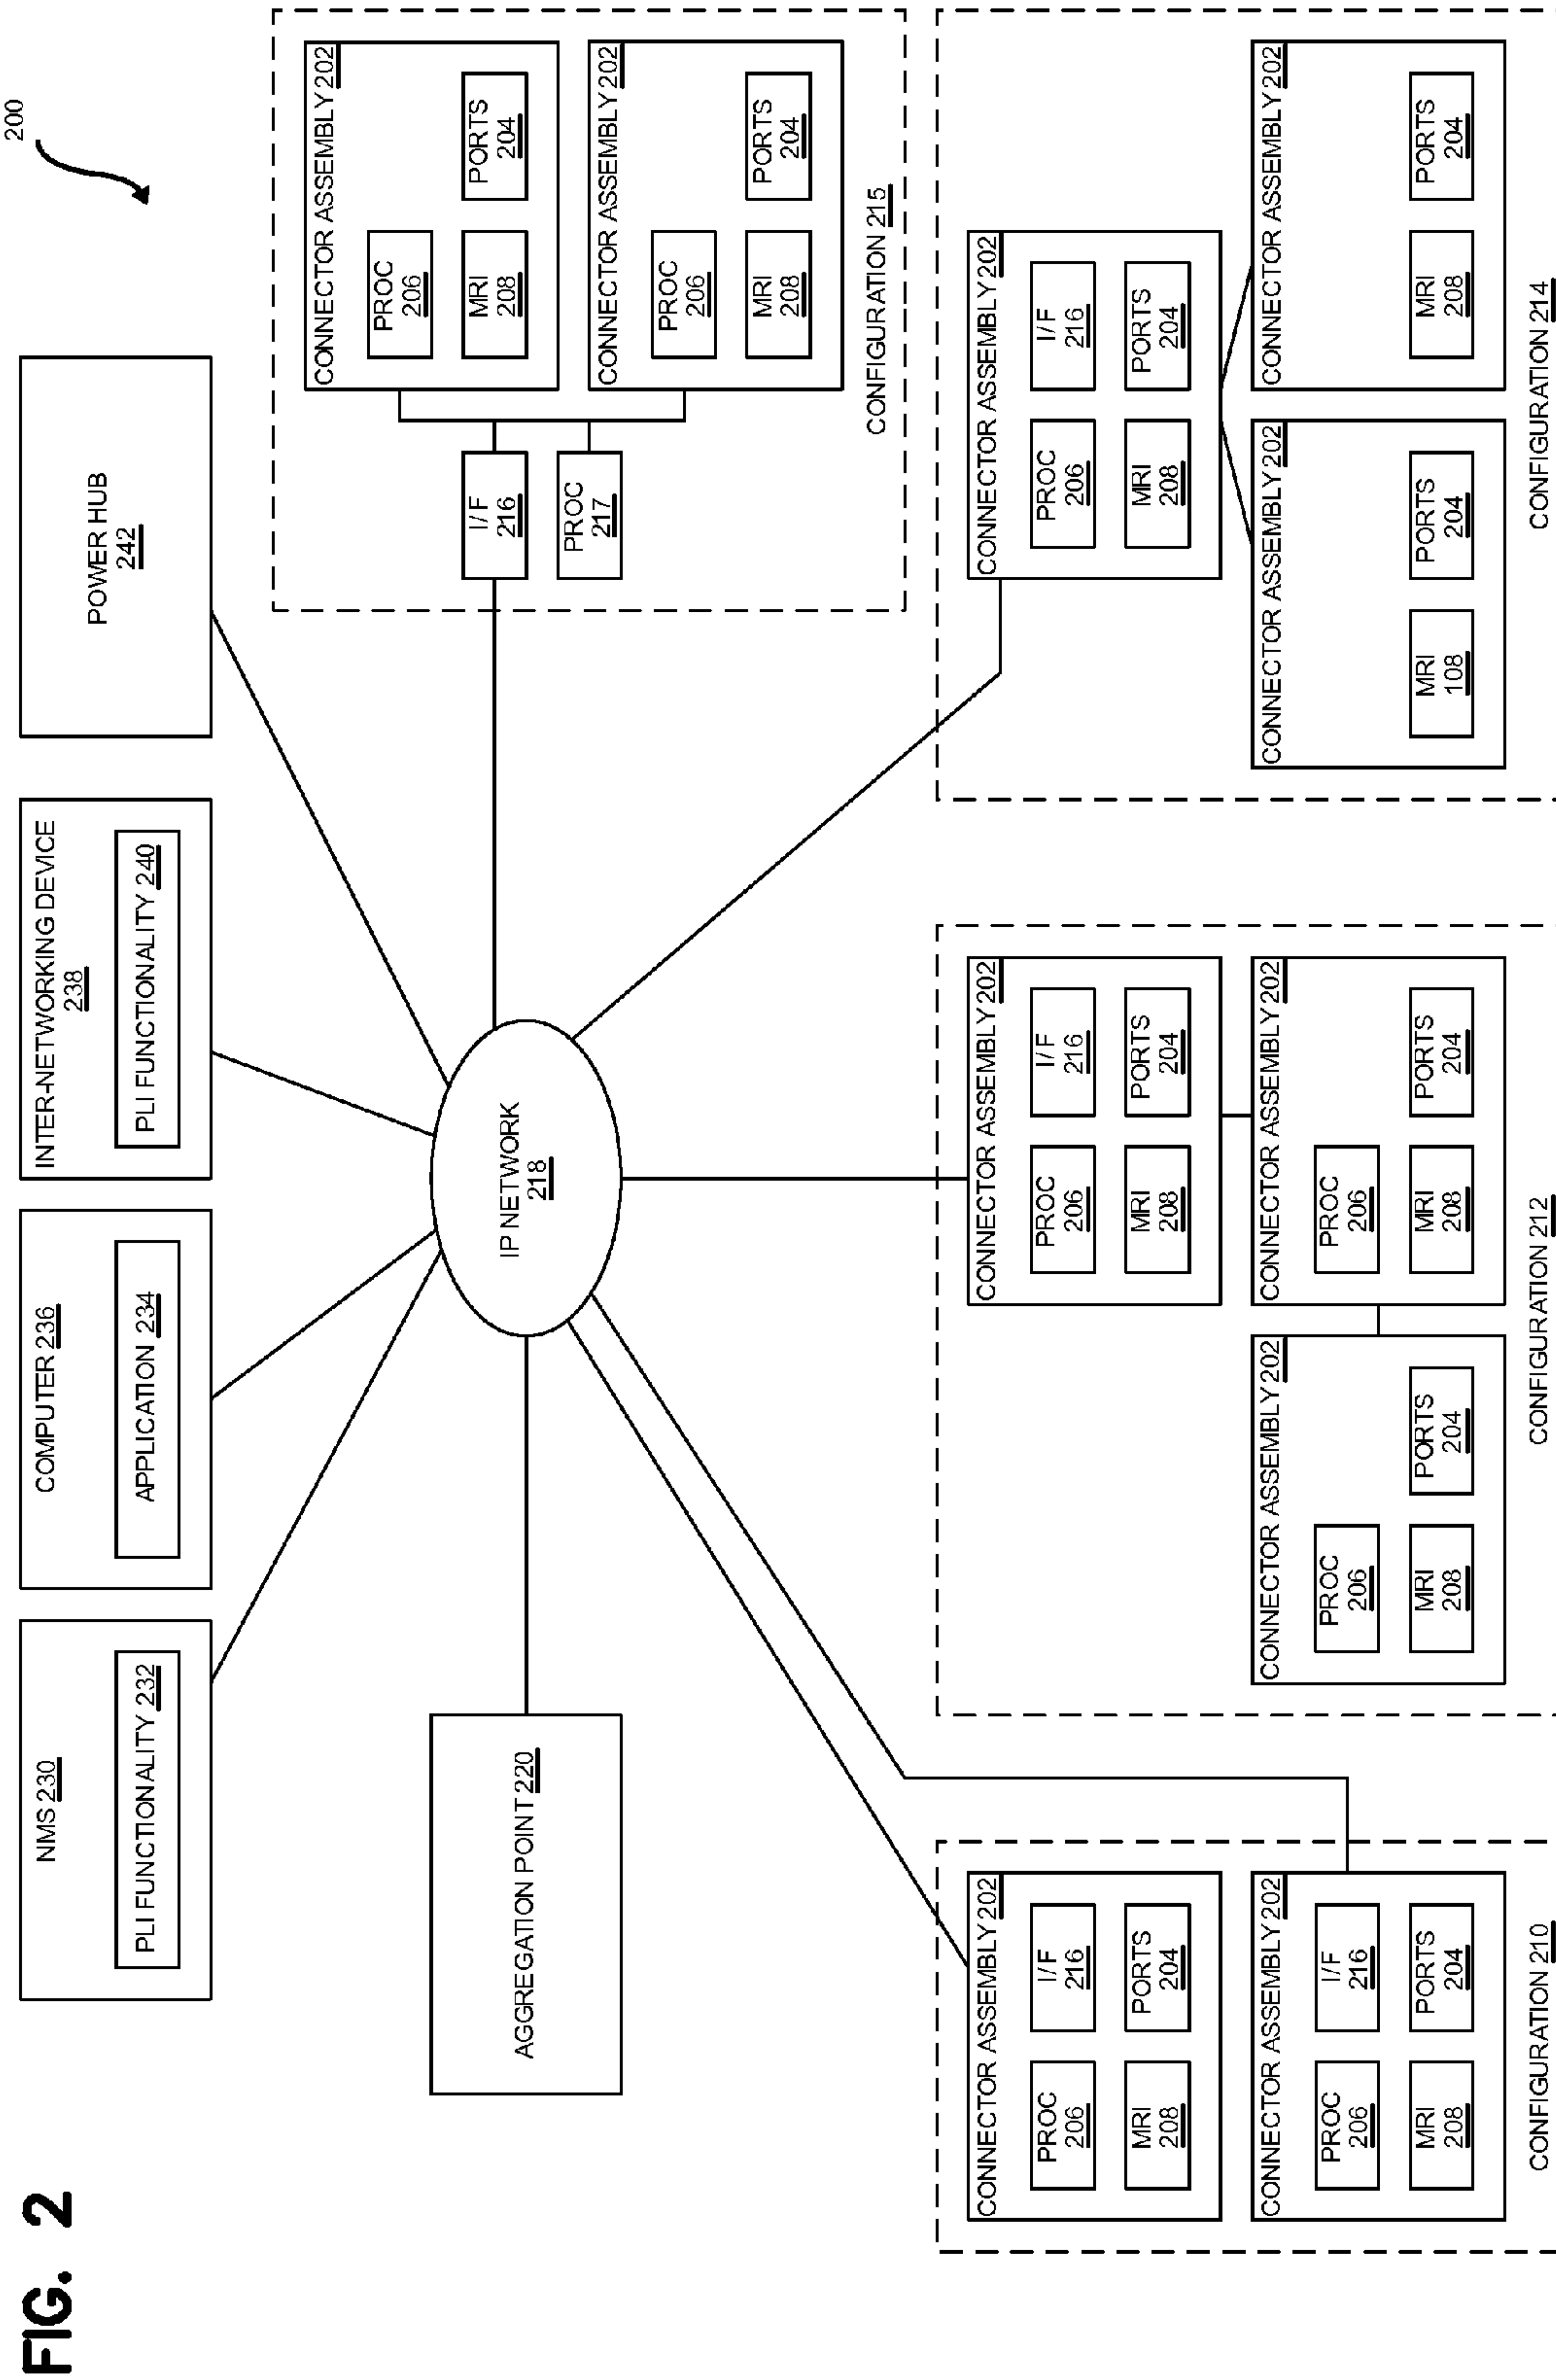 FIG. 2
200
NMS 230
PLI FUNCTIONALITY 232
COMPUTER 236
APPLICATION 234
INTER-NETWORKING DEVICE
238
PLI FUNCTIONALITY 240
POWER HUB
242
AGGREGATION POINT 220
IP NETWORK
218
I/F
216
PROC
217
CONNECTOR ASSEMBLY 202
PROC
206
MRI
208
PORTS
204
CONNECTOR ASSEMBLY 202
PROC
206
MRI
208
PORTS
204
CONFIGURATION 215
CONNECTOR ASSEMBLY 202
PROC
206
I/F
216
MRI
208
PORTS
204
CONNECTOR ASSEMBLY 202
PROC
206
I/F
216
MRI
208
PORTS
204
CONFIGURATION 210
CONNECTOR ASSEMBLY 202
PROC
206
I/F
216
MRI
208
PORTS
204
CONNECTOR ASSEMBLY 202
PROC
206
MRI
208
PORTS
204
CONNECTOR ASSEMBLY 202
PROC
206
MRI
208
PORTS
204
CONFIGURATION 212
CONNECTOR ASSEMBLY 202
PROC
206
I/F
216
MRI
208
PORTS
204
CONNECTOR ASSEMBLY 202
MRI
108
PORTS
204
CONNECTOR ASSEMBLY 202
MRI
208
PORTS
204
CONFIGURATION 214